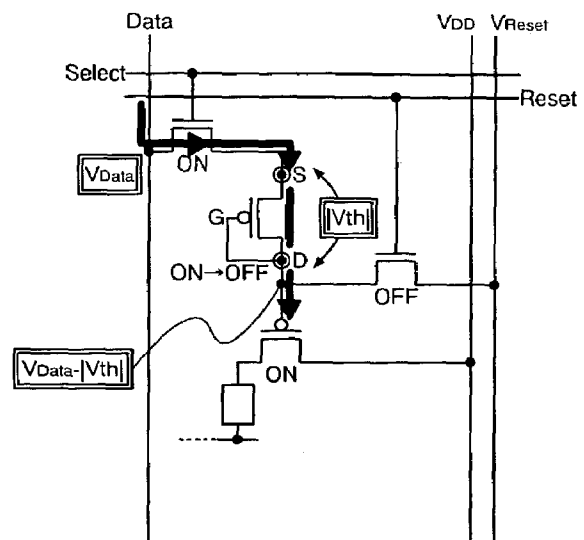 Data
VDD
VReset
Select
Reset
ON
VData
S
|Vth|
G
D
ON→OFF
OFF
VData-|Vth|
ON